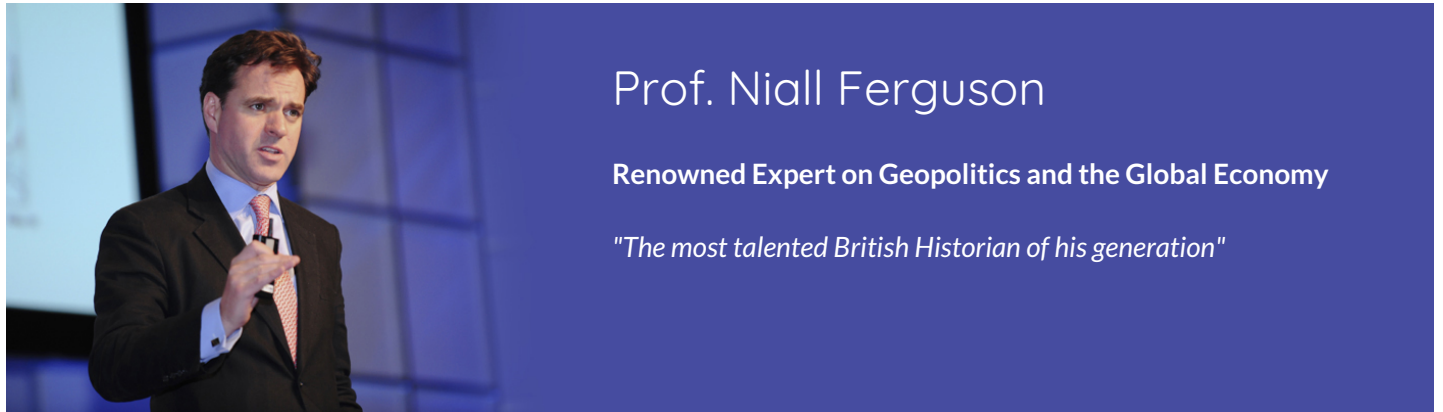 Prof. Niall Ferguson
Renowned Expert on Geopolitics and the Global Economy
"The most talented British Historian of his generation"